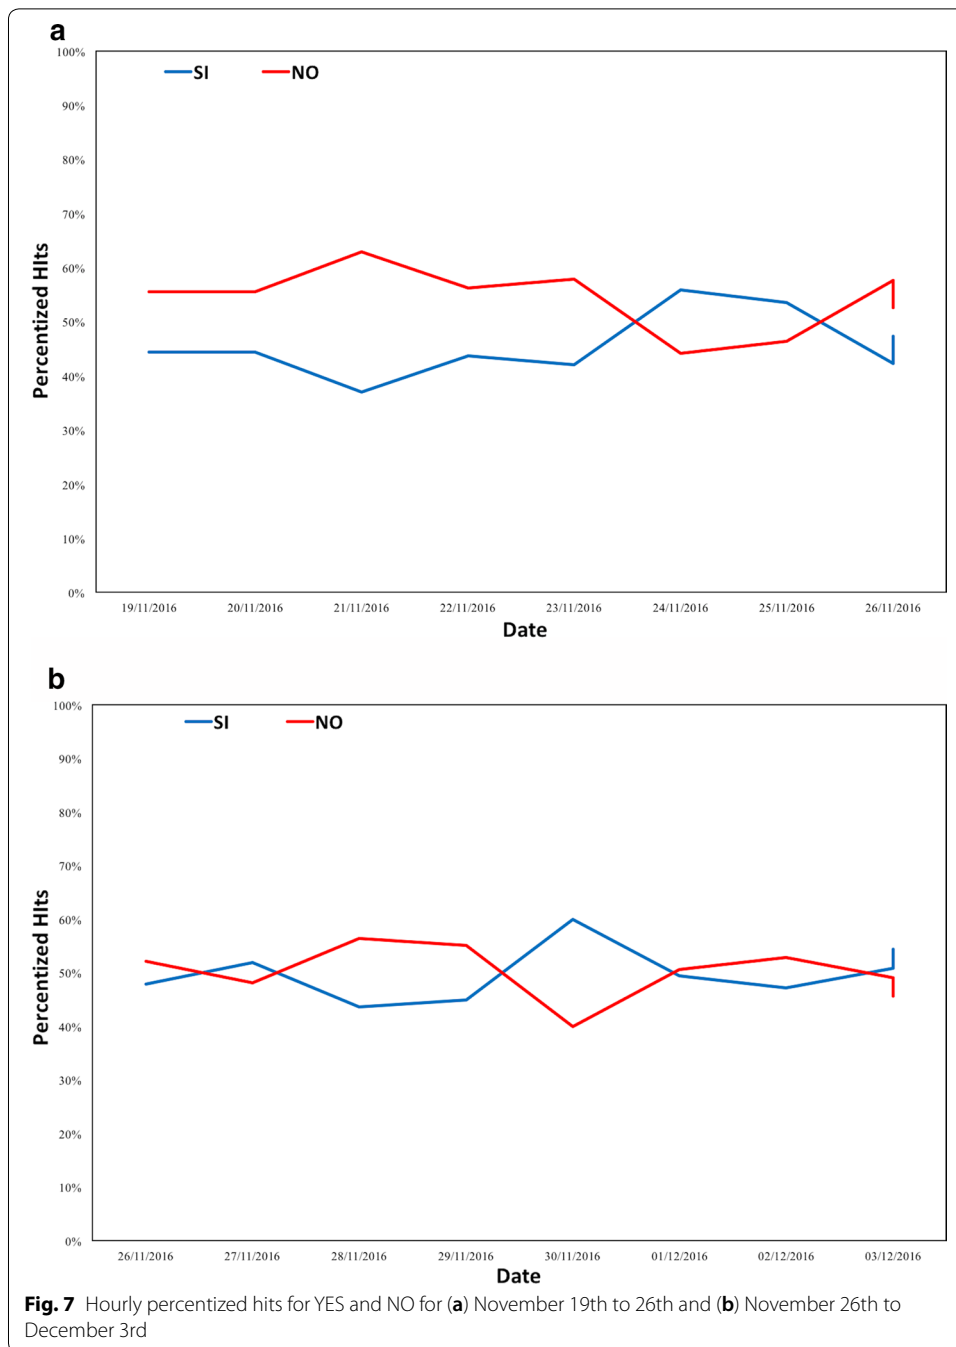 a
100%
SI NO
90%
80%
70%
60%
50%
40%
30%
20%
10%
0%
Percentized HIts
19/11/2016 20/11/2016 21/11/2016 22/11/2016 23/11/2016 24/11/2016 25/11/2016 26/11/2016
Date
b
100%
SI NO
90%
80%
70%
60%
50%
40%
30%
20%
10%
0%
Percentized HIts
26/11/2016 27/11/2016 28/11/2016 29/11/2016 30/11/2016 01/12/2016 02/12/2016 03/12/2016
Date
Fig. 7 Hourly percentized hits for YES and NO for (a) November 19th to 26th and (b) November 26th to
December 3rd